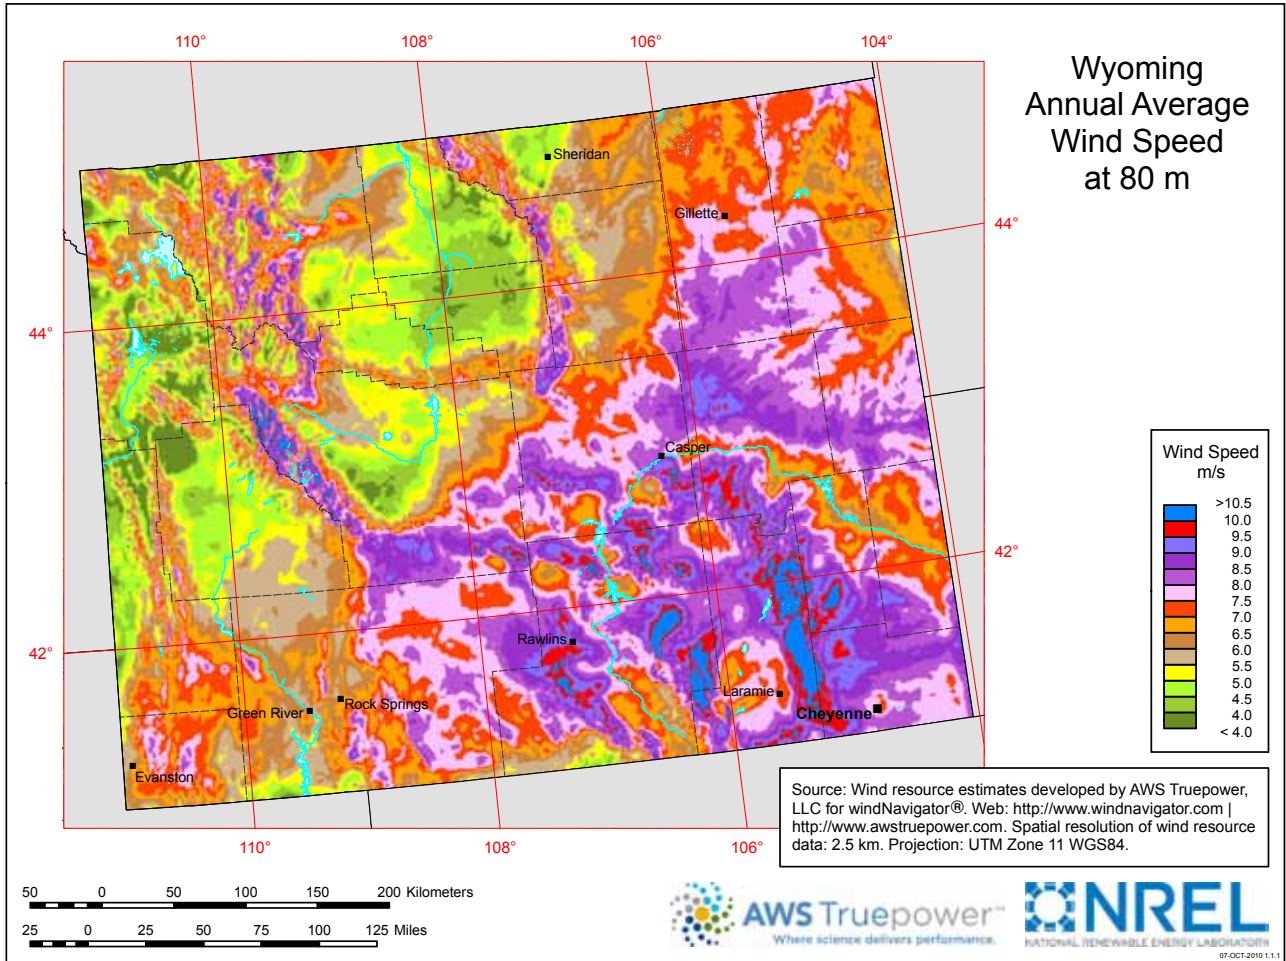 Wyoming
Annual Average
Wind Speed
at 80 m
110°
108°
106°
104°
44°
44°
42°
42°
110°
108°
106°
Sheridan
Gillette
Casper
Rawlins
Laramie
Cheyenne
Rock Springs
Green River
Evanston
Wind Speed
m/s
>10.5
10.0
9.5
9.0
8.5
8.0
7.5
7.0
6.5
6.0
5.5
5.0
4.5
4.0
< 4.0
Source: Wind resource estimates developed by AWS Truepower,
LLC for windNavigator®. Web: http://www.windnavigator.com |
http://www.awstruepower.com. Spatial resolution of wind resource
data: 2.5 km. Projection: UTM Zone 11 WGS84.
50 0 50 100 150 200 Kilometers
25 0 25 50 75 100 125 Miles
AWS Truepower™
Where science delivers performance.
NREL
NATIONAL RENEWABLE ENERGY LABORATORY
07-OCT-2010 1.1.1